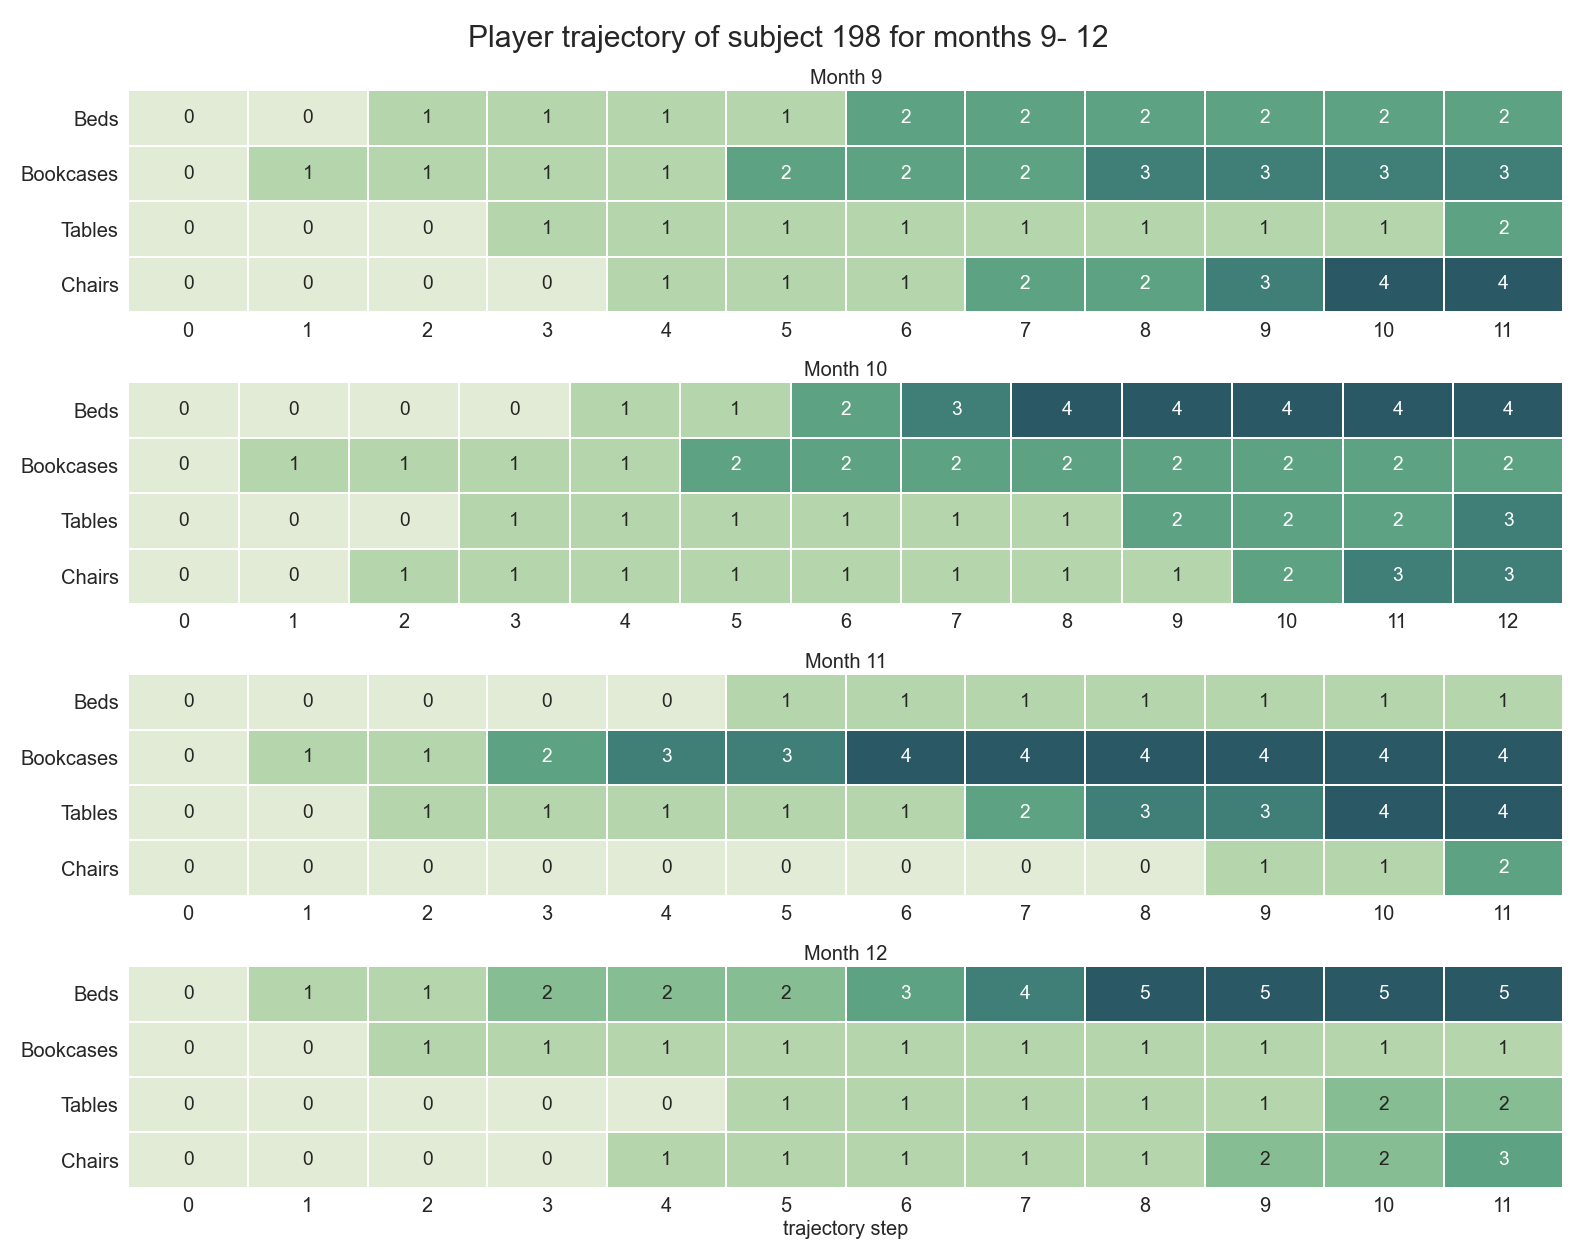 Player trajectory of subject 198 for months 9- 12
Month 9
Beds 0 0 1 1 1 1 2 2 2 2 2 2
Bookcases 0 1 1 1 1 2 2 2 3 3 3 3
Tables 0 0 0 1 1 1 1 1 1 1 1 2
Chairs 0 0 0 0 1 1 1 2 2 3 4 4
0 1 2 3 4 5 6 7 8 9 10 11
Month 10
Beds 0 0 0 0 1 1 2 3 4 4 4 4 4
Bookcases 0 1 1 1 1 2 2 2 2 2 2 2 2
Tables 0 0 0 1 1 1 1 1 1 2 2 2 3
Chairs 0 0 1 1 1 1 1 1 1 1 2 3 3
0 1 2 3 4 5 6 7 8 9 10 11 12
Month 11
Beds 0 0 0 0 0 1 1 1 1 1 1 1
Bookcases 0 1 1 2 3 3 4 4 4 4 4 4
Tables 0 0 1 1 1 1 1 2 3 3 4 4
Chairs 0 0 0 0 0 0 0 0 0 1 1 2
0 1 2 3 4 5 6 7 8 9 10 11
Month 12
Beds 0 1 1 2 2 2 3 4 5 5 5 5
Bookcases 0 0 1 1 1 1 1 1 1 1 1 1
Tables 0 0 0 0 0 1 1 1 1 1 2 2
Chairs 0 0 0 0 1 1 1 1 1 2 2 3
0 1 2 3 4 5 6 7 8 9 10 11
trajectory step